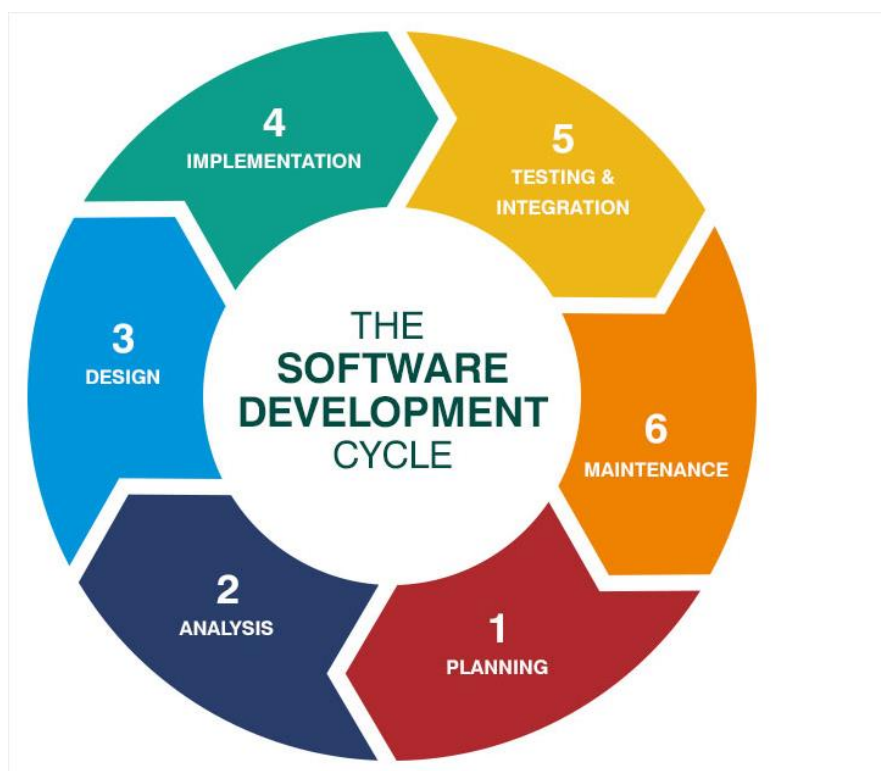 THE
SOFTWARE
DEVELOPMENT
CYCLE
1
PLANNING
2
ANALYSIS
3
DESIGN
4
IMPLEMENTATION
5
TESTING &
INTEGRATION
6
MAINTENANCE